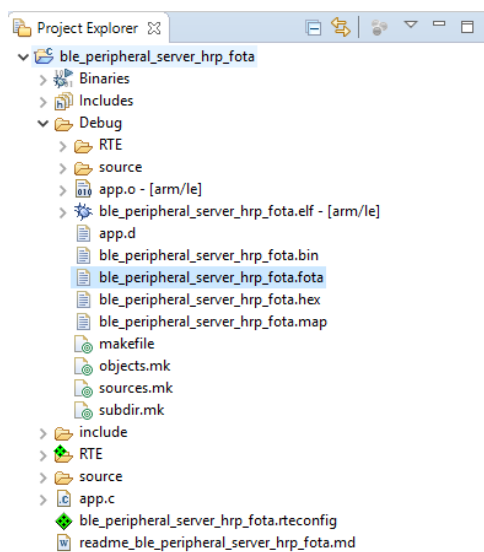 Project Explorer
ble_peripheral_server_hrp_fota
Binaries
Includes
Debug
RTE
source
app.o - [arm/le]
ble_peripheral_server_hrp_fota.elf - [arm/le]
app.d
ble_peripheral_server_hrp_fota.bin
ble_peripheral_server_hrp_fota.fota
ble_peripheral_server_hrp_fota.hex
ble_peripheral_server_hrp_fota.map
makefile
objects.mk
sources.mk
subdir.mk
include
RTE
source
app.c
ble_peripheral_server_hrp_fota.rteconfig
readme_ble_peripheral_server_hrp_fota.md